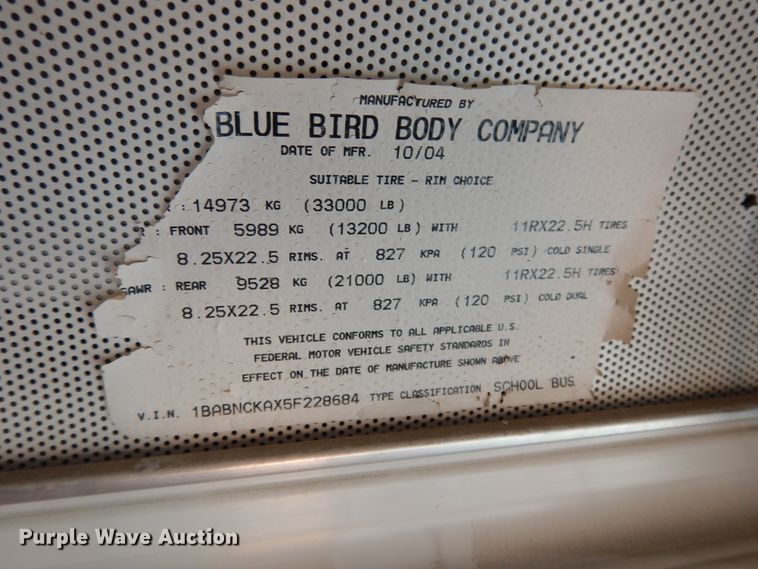 MANUFACTURED BY
BLUE BIRD BODY COMPANY
DATE OF MFR. 10/04
SUITABLE TIRE - RIM CHOICE
R : 14973 KG (33000 LB)
R : FRONT 5989 KG (13200 LB) WITH 11RX22.5H TIRES
8.25X22.5 RIMS. AT 827 KPA (120 PSI) COLD SINGLE
GAWR : REAR 9528 KG (21000 LB) WITH 11RX22.5H TIRES
8.25X22.5 RIMS. AT 827 KPA (120 PSI) COLD DUAL
THIS VEHICLE CONFORMS TO ALL APPLICABLE U.S.
FEDERAL MOTOR VEHICLE SAFETY STANDARDS IN
EFFECT ON THE DATE OF MANUFACTURE SHOWN ABOVE
V.I.N. 1BABNCKAX5F228684 TYPE CLASSIFICATION SCHOOL BUS
Purple Wave Auction